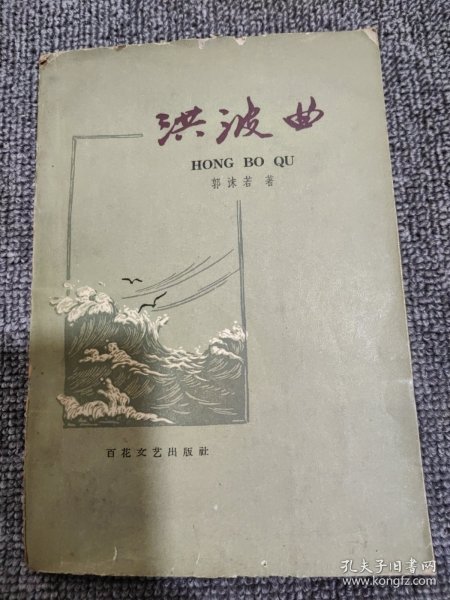 洪波曲
HONG BO QU
郭沫若 著
百花文艺出版社
孔夫子旧书网
www.kongfz.com